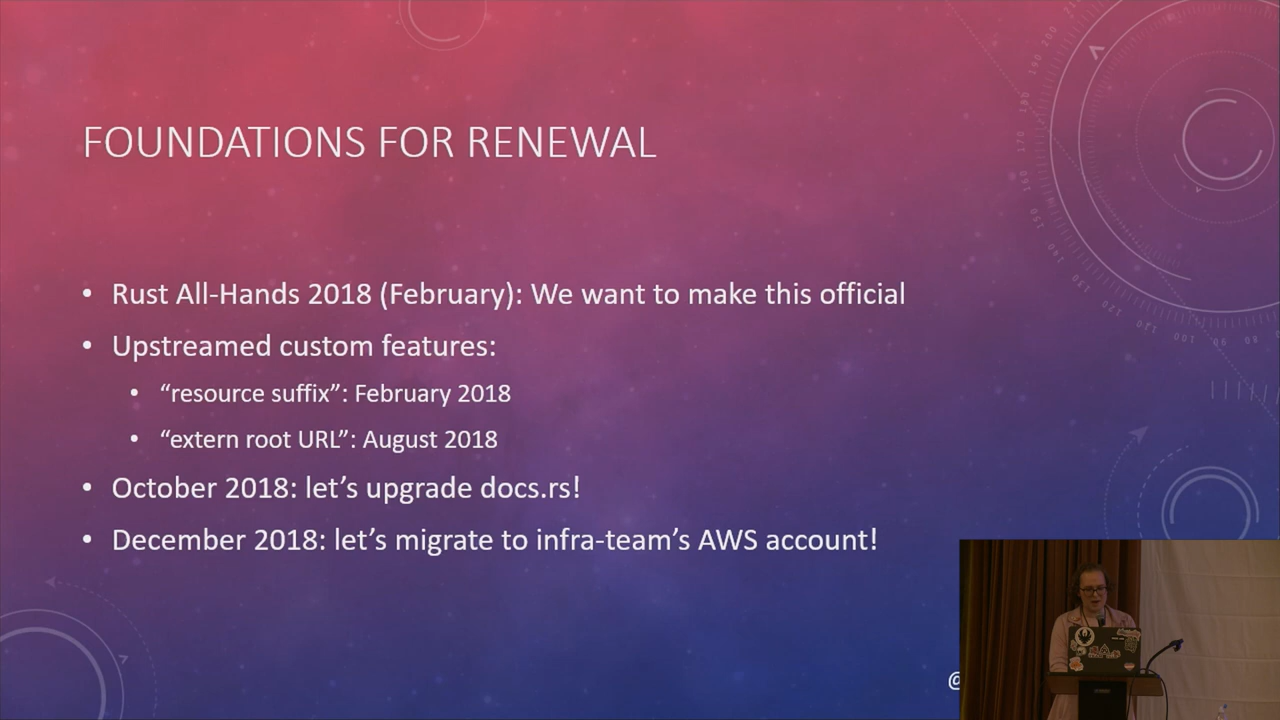 FOUNDATIONS FOR RENEWAL
• Rust All-Hands 2018 (February): We want to make this official
• Upstreamed custom features:
• “resource suffix”: February 2018
• “extern root URL”: August 2018
• October 2018: let’s upgrade docs.rs!
• December 2018: let’s migrate to infra-team’s AWS account!
@